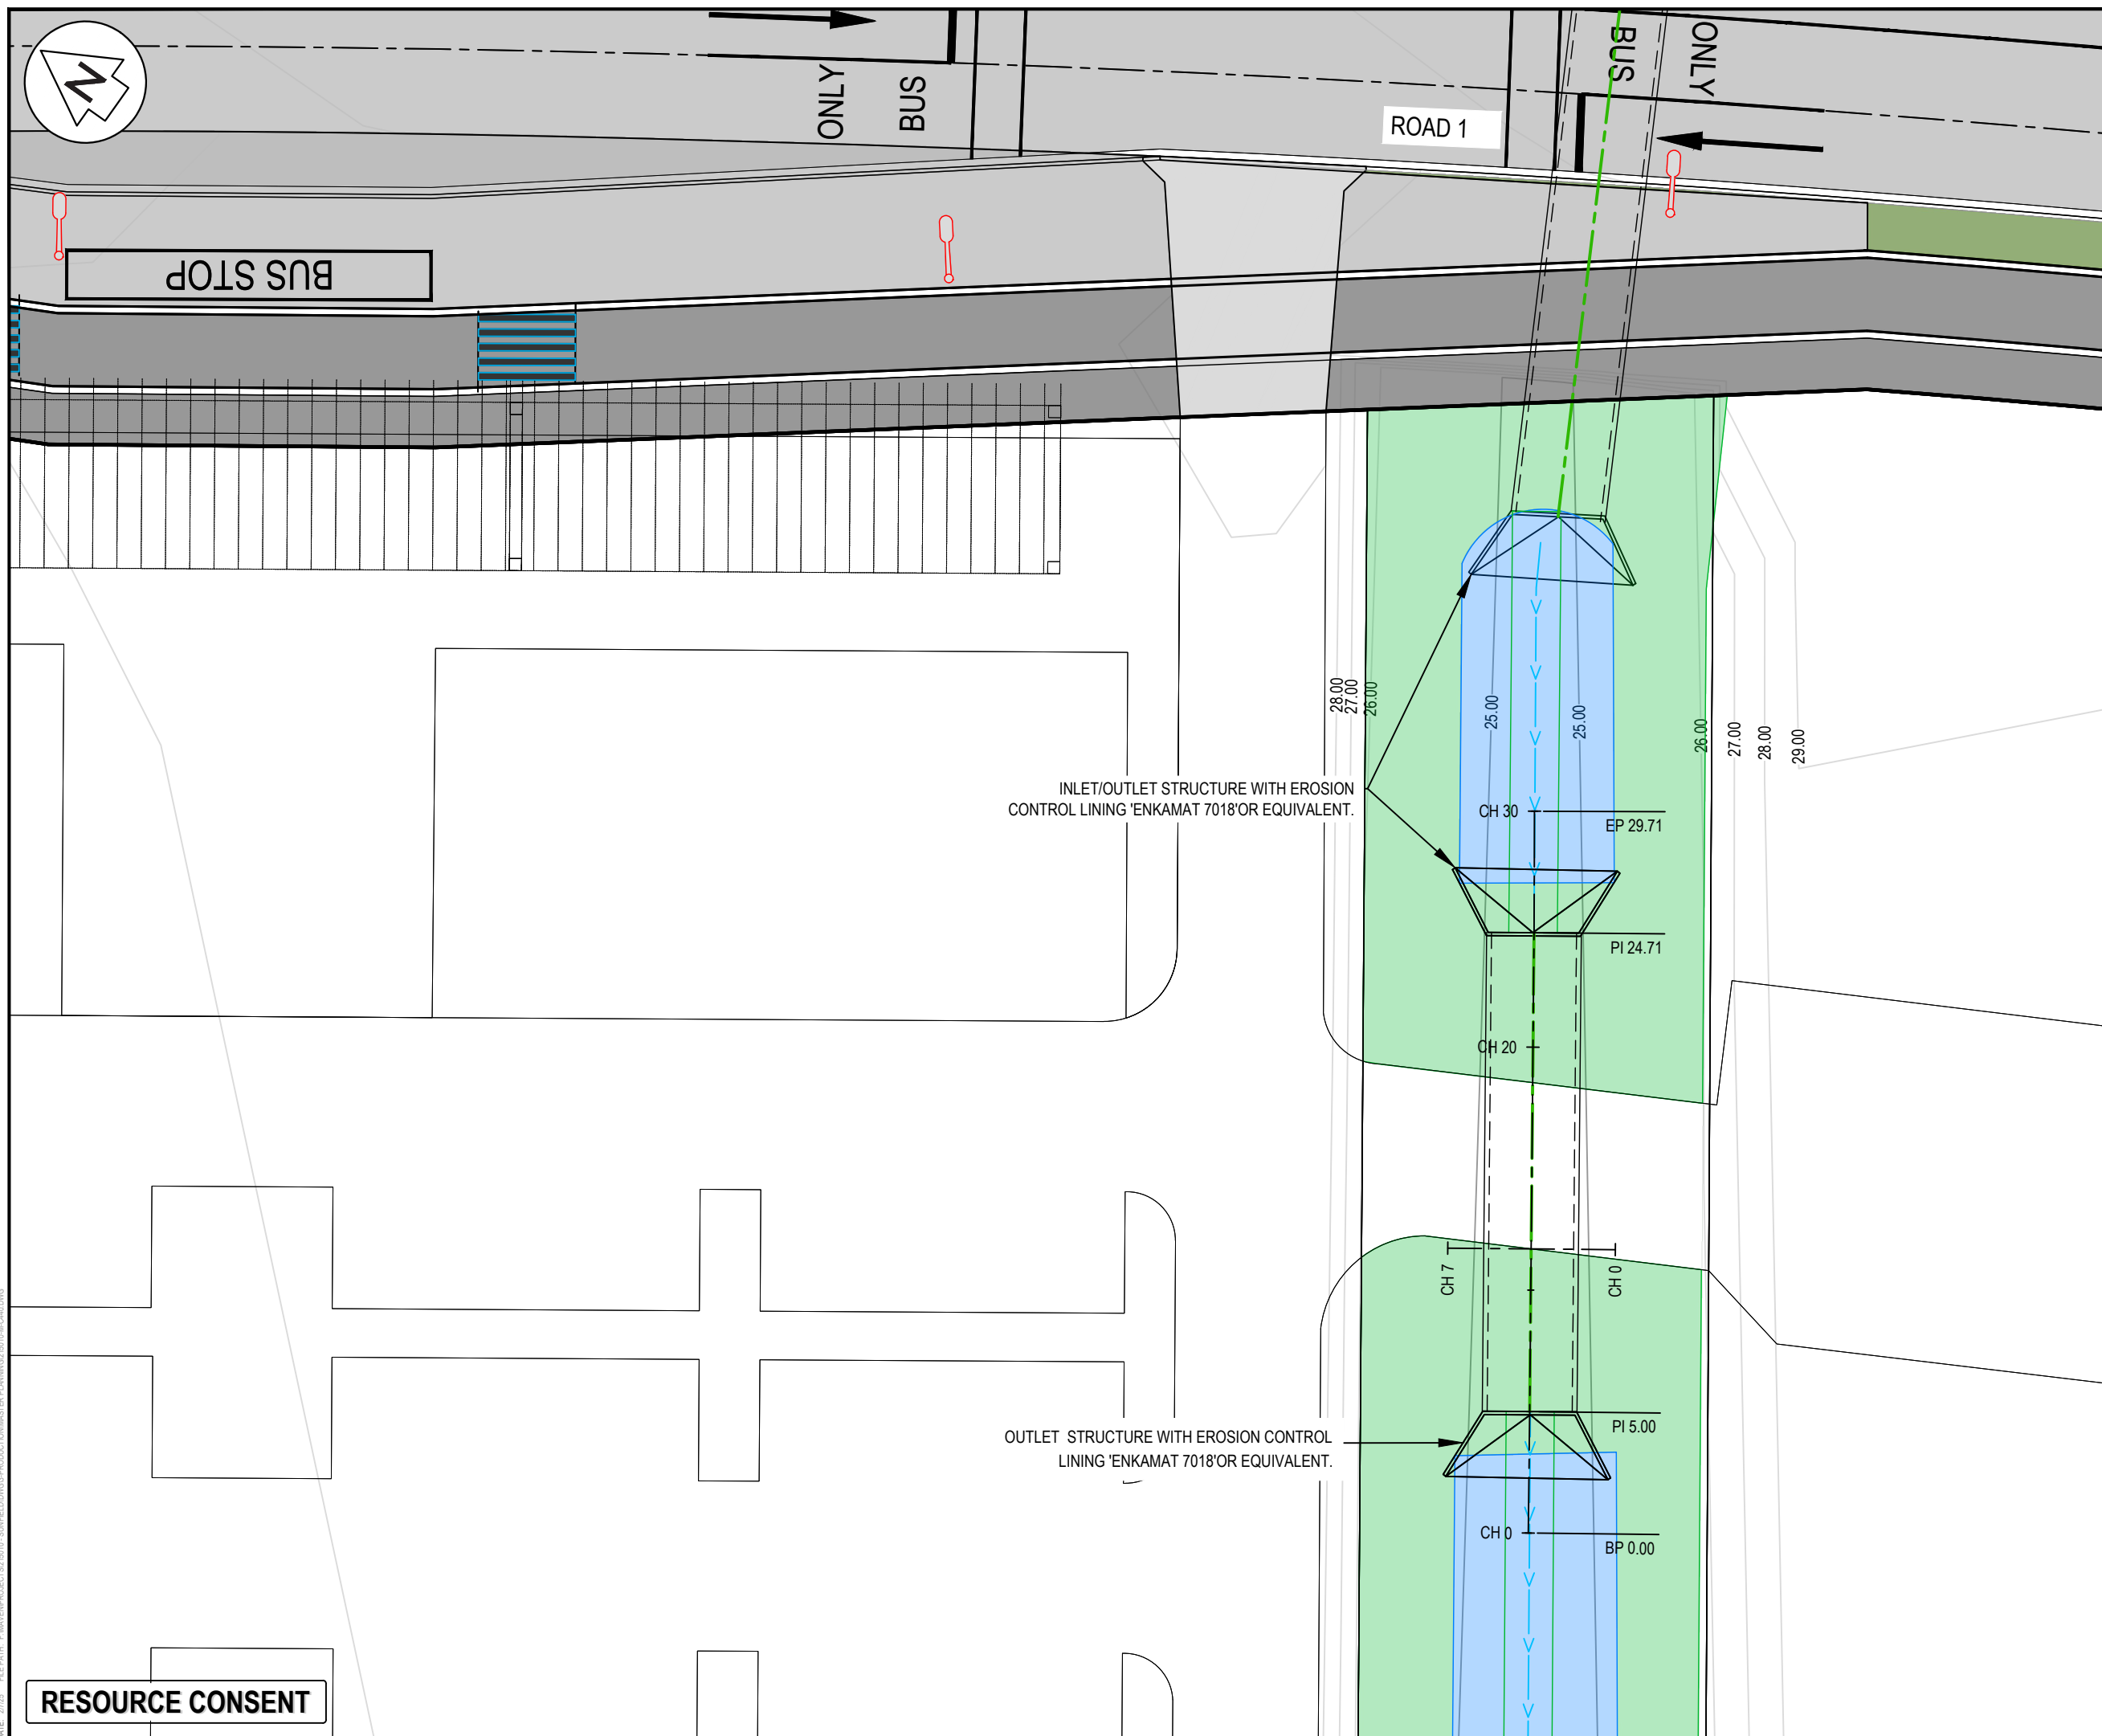 N
ONLY
BUS
BUS
ONLY
ROAD 1
BUS STOP
28.00
27.00
26.00
25.00
25.00
26.00
27.00
28.00
29.00
INLET/OUTLET STRUCTURE WITH EROSION
CONTROL LINING 'ENKAMAT 7018'OR EQUIVALENT.
CH 30
EP 29.71
PI 24.71
CH 20
CH 7
CH 0
PI 5.00
OUTLET STRUCTURE WITH EROSION CONTROL
LINING 'ENKAMAT 7018'OR EQUIVALENT.
CH 0
BP 0.00
RESOURCE CONSENT